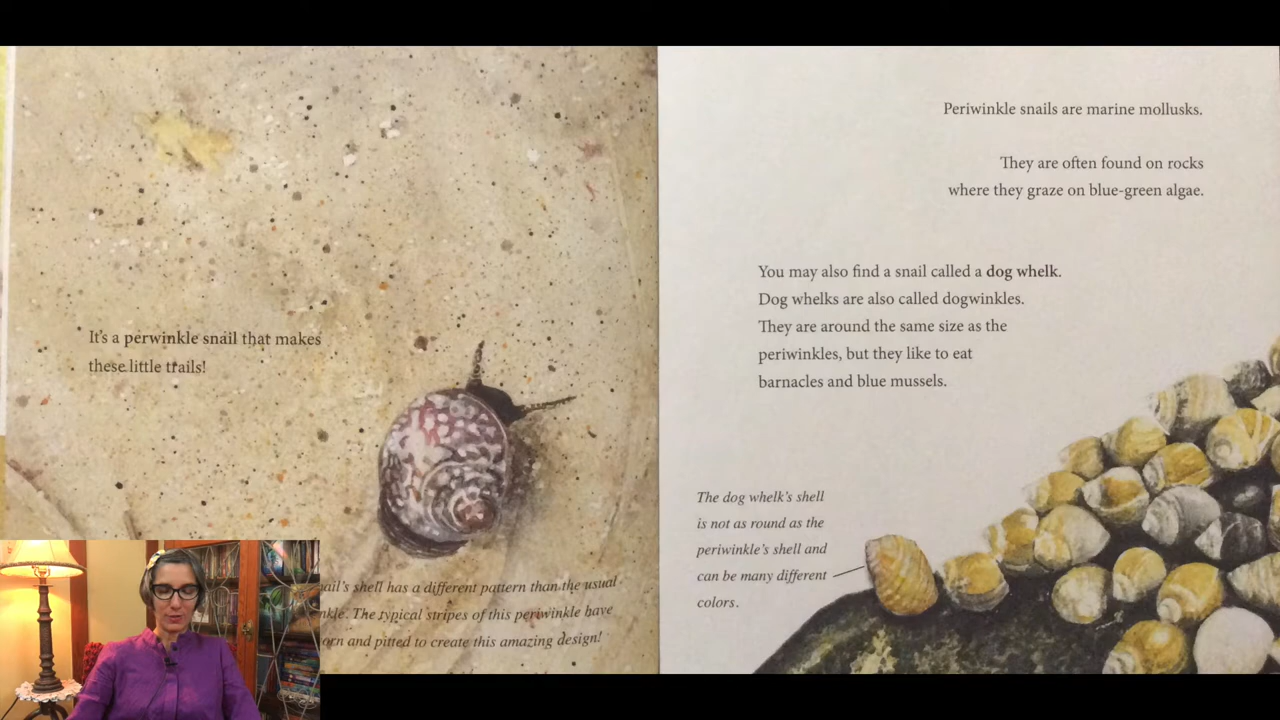 It's a perwinkle snail that makes
these little trails!
shell has a different pattern than the usual
The typical stripes of this periwinkle have
and pitted to create this amazing design!
Periwinkle snails are marine mollusks.
They are often found on rocks
where they graze on blue-green algae.
You may also find a snail called a dog whelk.
Dog whelks are also called dogwinkles.
They are around the same size as the
periwinkles, but they like to eat
barnacles and blue mussels.
The dog whelk's shell
is not as round as the
periwinkle's shell and
can be many different
colors.